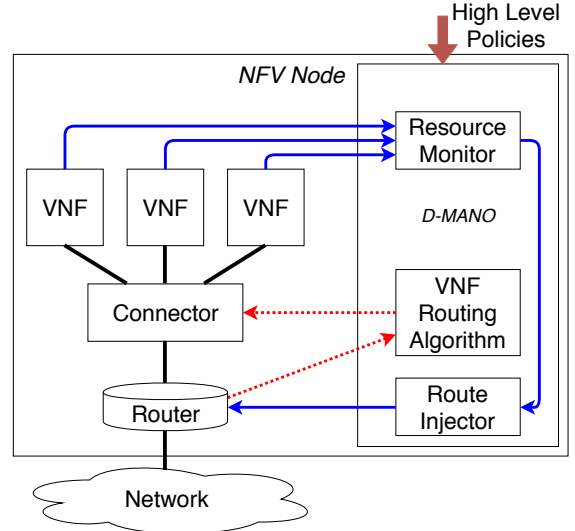 High Level
Policies
NFV Node
Resource
Monitor
VNF
VNF
VNF
D-MANO
VNF
Routing
Algorithm
Connector
Route
Injector
Router
Network